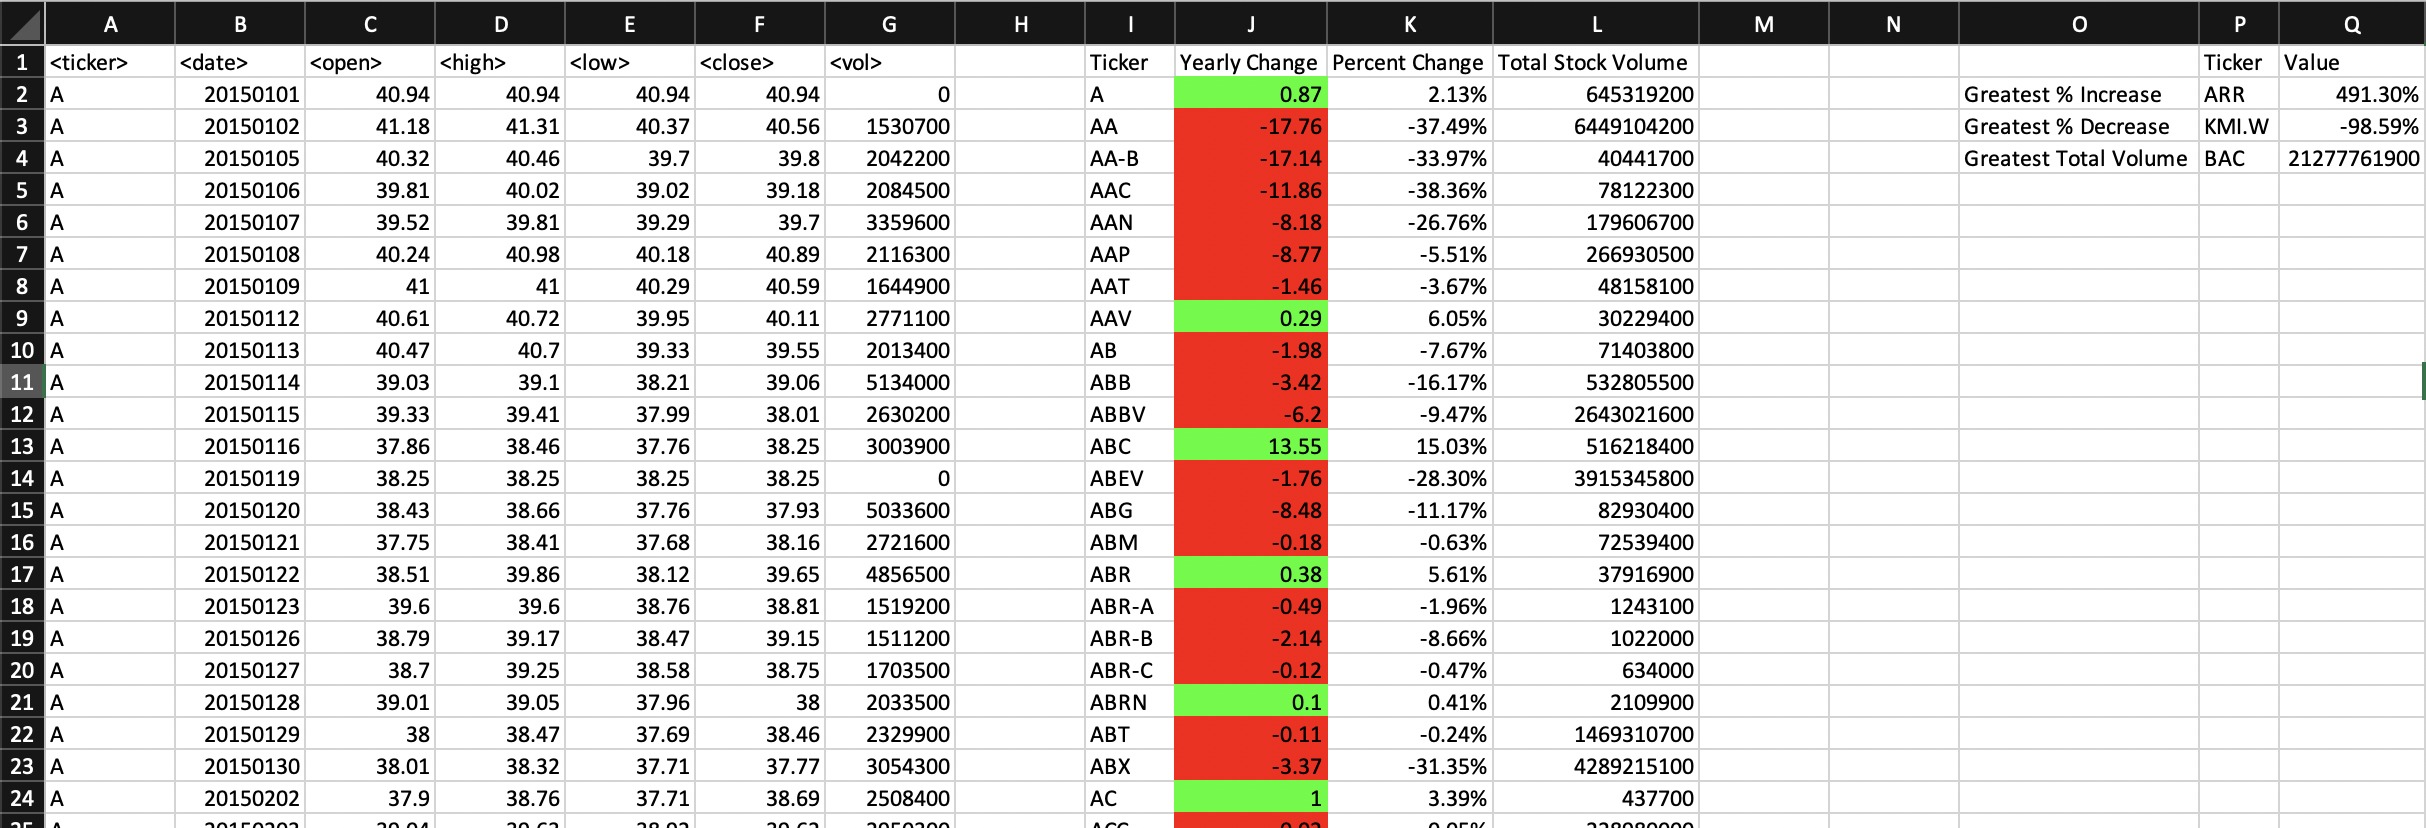 A B C D E F G H I J K L M N O P Q
1 <ticker> <date> <open> <high> <low> <close> <vol> Ticker Yearly Change Percent Change Total Stock Volume Ticker Value
2 A 20150101 40.94 40.94 40.94 40.94 0 A 0.87 2.13% 645319200 Greatest % Increase ARR 491.30%
3 A 20150102 41.18 41.31 40.37 40.56 1530700 AA -17.76 -37.49% 6449104200 Greatest % Decrease KMI.W -98.59%
4 A 20150105 40.32 40.46 39.7 39.8 2042200 AA-B -17.14 -33.97% 40441700 Greatest Total Volume BAC 21277761900
5 A 20150106 39.81 40.02 39.02 39.18 2084500 AAC -11.86 -38.36% 78122300
6 A 20150107 39.52 39.81 39.29 39.7 3359600 AAN -8.18 -26.76% 179606700
7 A 20150108 40.24 40.98 40.18 40.89 2116300 AAP -8.77 -5.51% 266930500
8 A 20150109 41 41 40.29 40.59 1644900 AAT -1.46 -3.67% 48158100
9 A 20150112 40.61 40.72 39.95 40.11 2771100 AAV 0.29 6.05% 30229400
10 A 20150113 40.47 40.7 39.33 39.55 2013400 AB -1.98 -7.67% 71403800
11 A 20150114 39.03 39.1 38.21 39.06 5134000 ABB -3.42 -16.17% 532805500
12 A 20150115 39.33 39.41 37.99 38.01 2630200 ABBV -6.2 -9.47% 2643021600
13 A 20150116 37.86 38.46 37.76 38.25 3003900 ABC 13.55 15.03% 516218400
14 A 20150119 38.25 38.25 38.25 38.25 0 ABEV -1.76 -28.30% 3915345800
15 A 20150120 38.43 38.66 37.76 37.93 5033600 ABG -8.48 -11.17% 82930400
16 A 20150121 37.75 38.41 37.68 38.16 2721600 ABM -0.18 -0.63% 72539400
17 A 20150122 38.51 39.86 38.12 39.65 4856500 ABR 0.38 5.61% 37916900
18 A 20150123 39.6 39.6 38.76 38.81 1519200 ABR-A -0.49 -1.96% 1243100
19 A 20150126 38.79 39.17 38.47 39.15 1511200 ABR-B -2.14 -8.66% 1022000
20 A 20150127 38.7 39.25 38.58 38.75 1703500 ABR-C -0.12 -0.47% 634000
21 A 20150128 39.01 39.05 37.96 38 2033500 ABRN 0.1 0.41% 2109900
22 A 20150129 38 38.47 37.69 38.46 2329900 ABT -0.11 -0.24% 1469310700
23 A 20150130 38.01 38.32 37.71 37.77 3054300 ABX -3.37 -31.35% 4289215100
24 A 20150202 37.9 38.76 37.71 38.69 2508400 AC 1 3.39% 437700